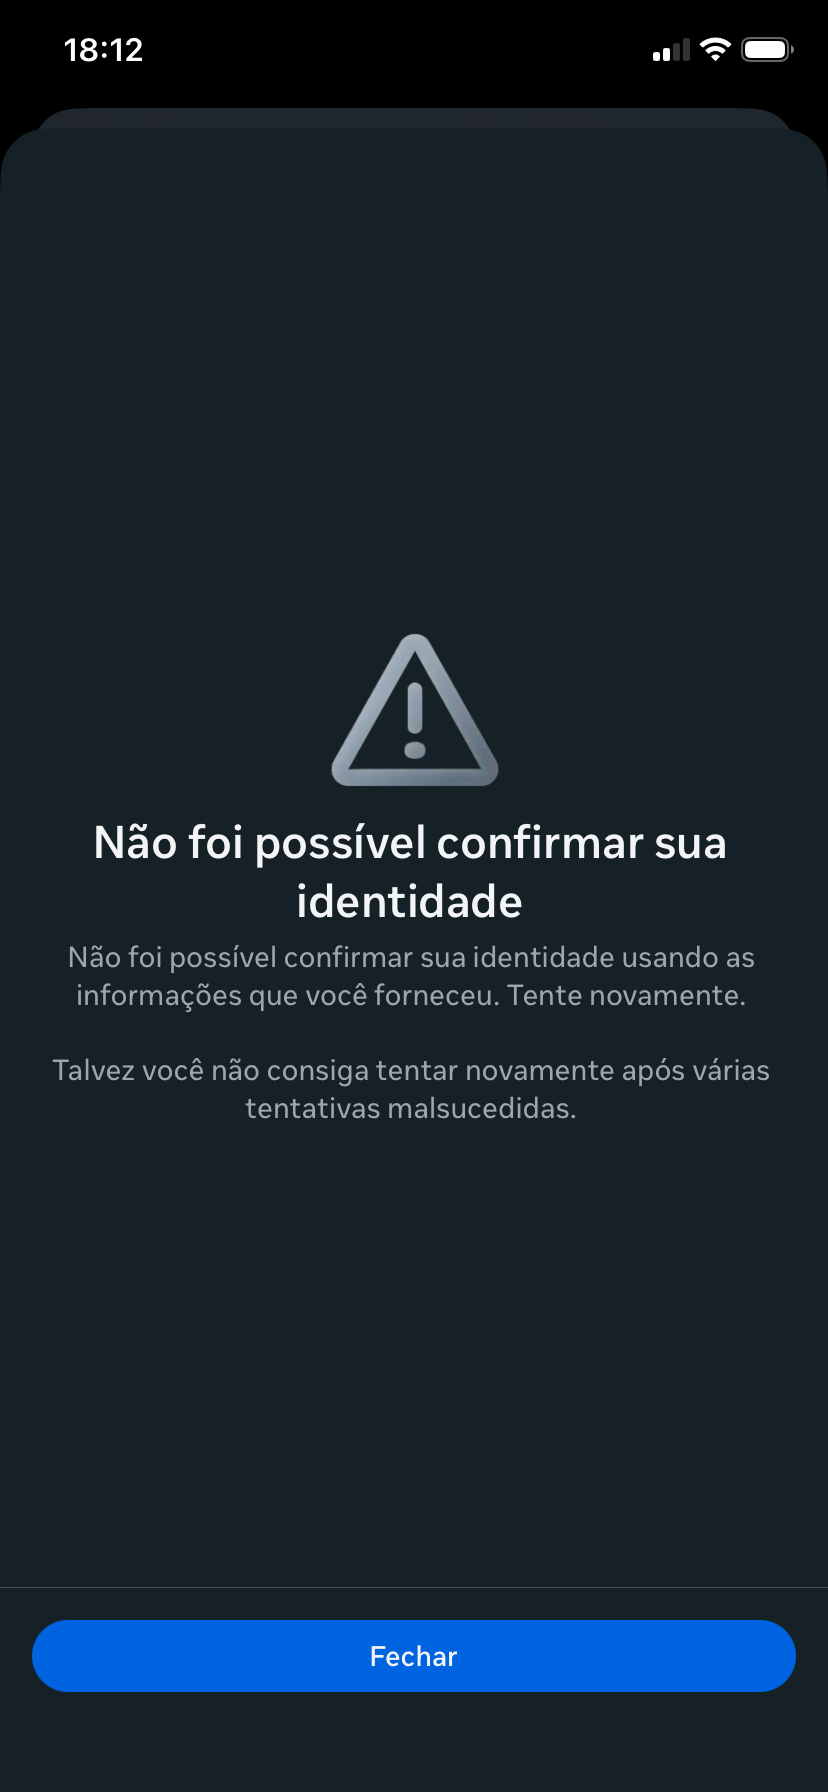 18:12
Não foi possível confirmar sua
identidade
Não foi possível confirmar sua identidade usando as
informações que você forneceu. Tente novamente.
Talvez você não consiga tentar novamente após várias
tentativas malsucedidas.
Fechar